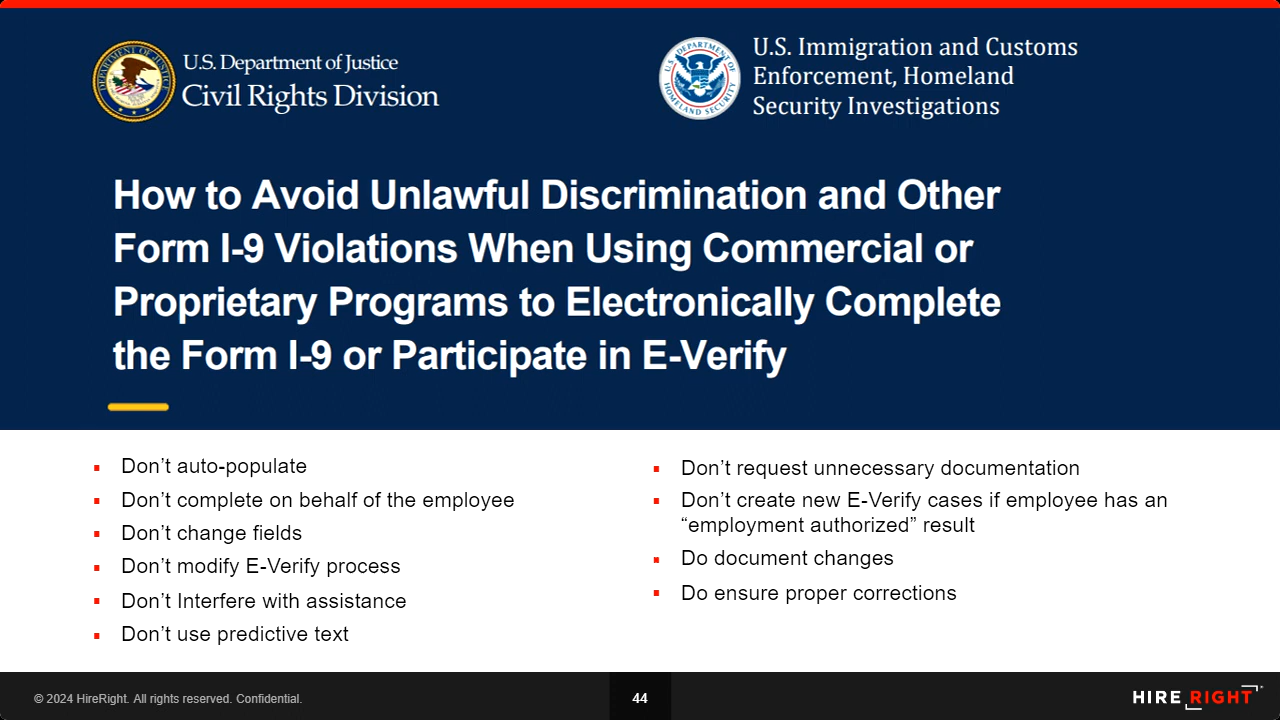 U.S. Department of Justice
Civil Rights Division
U.S. Immigration and Customs
Enforcement, Homeland
Security Investigations
How to Avoid Unlawful Discrimination and Other
Form I-9 Violations When Using Commercial or
Proprietary Programs to Electronically Complete
the Form I-9 or Participate in E-Verify
Don’t auto-populate
Don’t complete on behalf of the employee
Don’t change fields
Don’t modify E-Verify process
Don’t Interfere with assistance
Don’t use predictive text
Don’t request unnecessary documentation
Don’t create new E-Verify cases if employee has an
“employment authorized” result
Do document changes
Do ensure proper corrections
© 2024 HireRight. All rights reserved. Confidential.
44
HIRE RIGHT